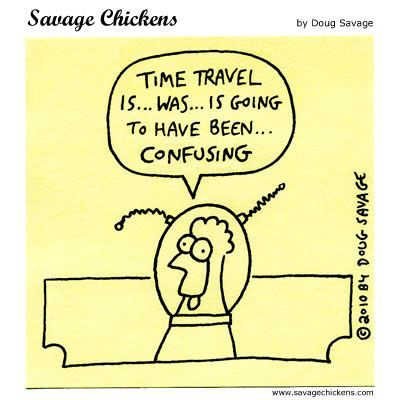 Savage Chickens
by Doug Savage
TIME TRAVEL
IS...WAS...IS GOING
TO HAVE BEEN...
CONFUSING
©2010 BY DOUG SAVAGE
www.savagechickens.com